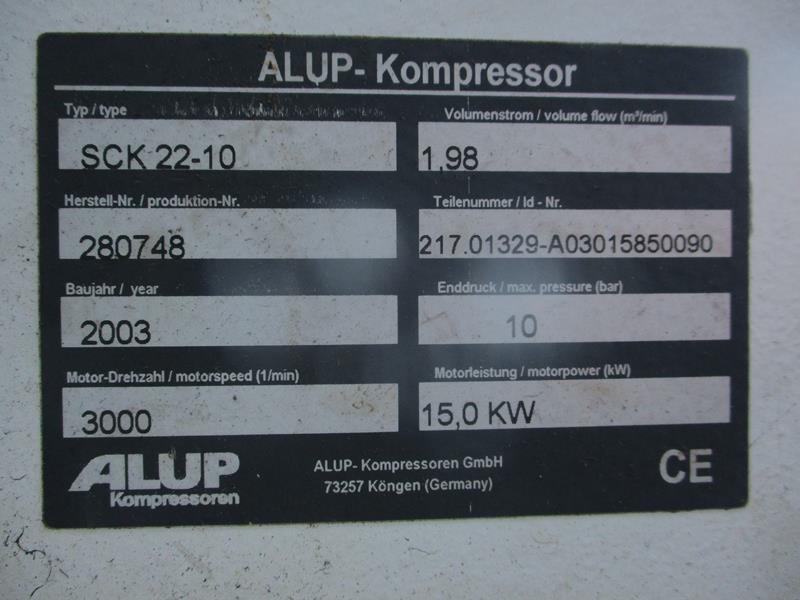 ALUP- Kompressor
Typ / type
SCK 22-10
Volumenstrom / volume flow (m³/min)
1,98
Herstell-Nr. / produktion-Nr.
280748
Teilenummer / Id - Nr.
217.01329-A03015850090
Baujahr / year
2003
Enddruck / max. pressure (bar)
10
Motor-Drehzahl / motorspeed (1/min)
3000
Motorleistung / motorpower (kW)
15,0 KW
ALUP
Kompressoren
ALUP- Kompressoren GmbH
73257 Köngen (Germany)
CE